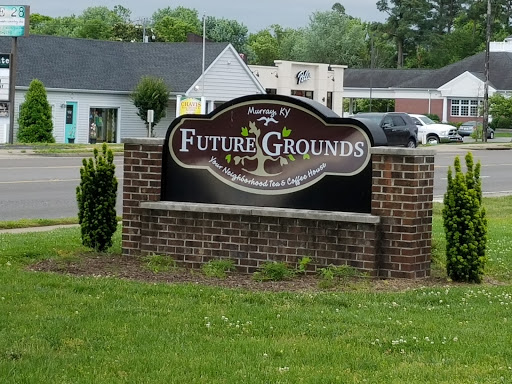 Murray, KY
FUTURE GROUNDS
Your Neighborhood Tea & Coffee House